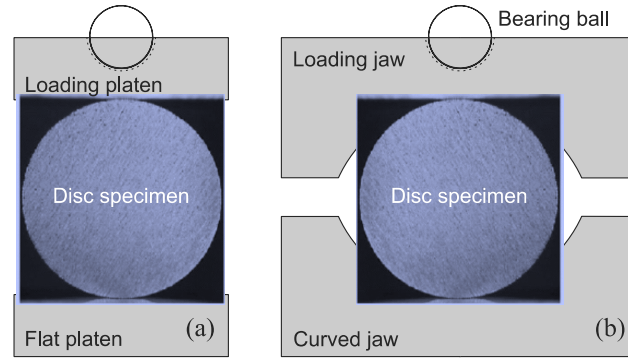 Bearing ball
Loading platen
Loading jaw
Disc specimen
Disc specimen
Flat platen
(a)
Curved jaw
(b)